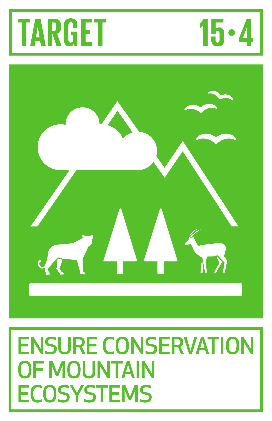 TARGET 15·4
ENSURE CONSERVATION
OF MOUNTAIN
ECOSYSTEMS